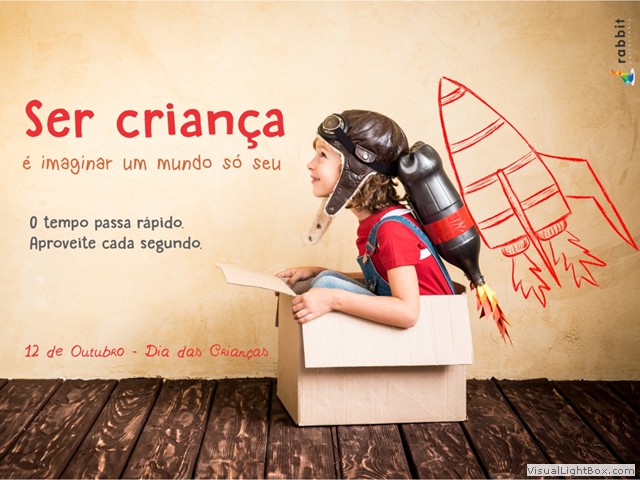 rabbit
Ser criança
é imaginar um mundo só seu
O tempo passa rápido.
Aproveite cada segundo.
12 de Outubro - Dia das Crianças
VisualLightBox.com